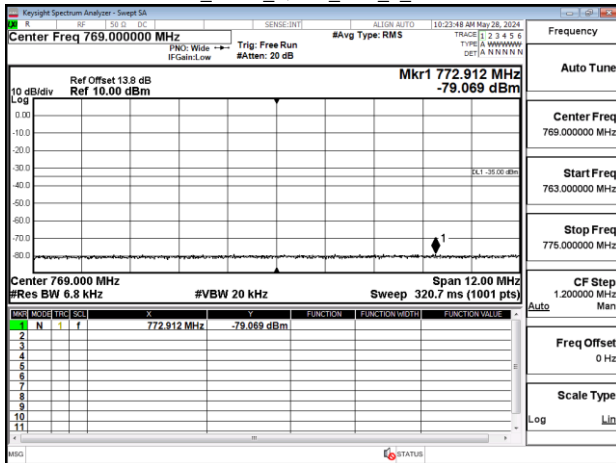 Keysight Spectrum Analyzer - Swept SA
R RF 50 Ω DC SENSE:INT ALIGN AUTO 10:23:48 AM May 28, 2024
Center Freq 769.000000 MHz
PNO: Wide
IFGain:Low
Trig: Free Run
#Atten: 20 dB
#Avg Type: RMS
TRACE 1 2 3 4 5 6
TYPE A WWWWW
DET A N N N N N
Ref Offset 13.8 dB
10 dB/div Ref 10.00 dBm
Log
Mkr1 772.912 MHz
-79.069 dBm
0.00
-10.0
-20.0
-30.0
DL1 -35.00 dBm
-40.0
-50.0
-60.0
-70.0
1
-80.0
Center 769.000 MHz Span 12.00 MHz
#Res BW 6.8 kHz #VBW 20 kHz Sweep 320.7 ms (1001 pts)
MKR MODE TRC SCL X Y FUNCTION FUNCTION WIDTH FUNCTION VALUE
1 N 1 f 772.912 MHz -79.069 dBm
2
3
4
5
6
7
8
9
10
11
MSG STATUS
Frequency
Auto Tune
Center Freq
769.000000 MHz
Start Freq
763.000000 MHz
Stop Freq
775.000000 MHz
CF Step
1.200000 MHz
Auto Man
Freq Offset
0 Hz
Scale Type
Log Lin